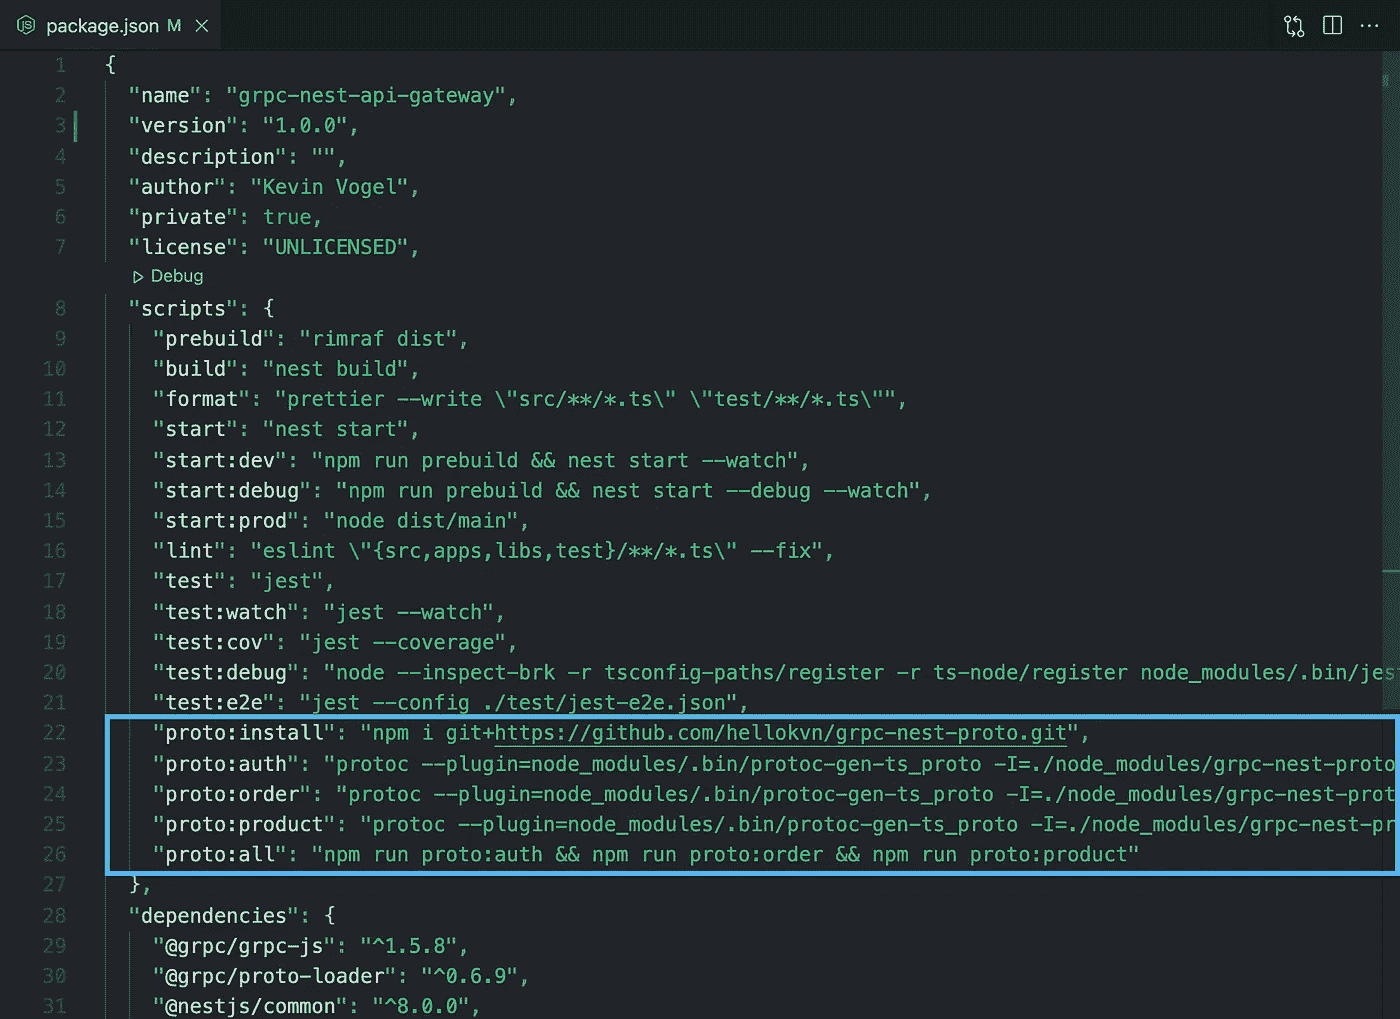 package.json M
1 {
2 "name": "grpc-nest-api-gateway",
3 "version": "1.0.0",
4 "description": "",
5 "author": "Kevin Vogel",
6 "private": true,
7 "license": "UNLICENSED",
Debug
8 "scripts": {
9 "prebuild": "rimraf dist",
10 "build": "nest build",
11 "format": "prettier --write \"src/**/*.ts\" \"test/**/*.ts\"",
12 "start": "nest start",
13 "start:dev": "npm run prebuild && nest start --watch",
14 "start:debug": "npm run prebuild && nest start --debug --watch",
15 "start:prod": "node dist/main",
16 "lint": "eslint \"{src,apps,libs,test}/**/*.ts\" --fix",
17 "test": "jest",
18 "test:watch": "jest --watch",
19 "test:cov": "jest --coverage",
20 "test:debug": "node --inspect-brk -r tsconfig-paths/register -r ts-node/register node_modules/.bin/jes
21 "test:e2e": "jest --config ./test/jest-e2e.json",
22 "proto:install": "npm i git+https://github.com/hellokvn/grpc-nest-proto.git",
23 "proto:auth": "protoc --plugin=node_modules/.bin/protoc-gen-ts_proto -I=./node_modules/grpc-nest-proto
24 "proto:order": "protoc --plugin=node_modules/.bin/protoc-gen-ts_proto -I=./node_modules/grpc-nest-prot
25 "proto:product": "protoc --plugin=node_modules/.bin/protoc-gen-ts_proto -I=./node_modules/grpc-nest-pr
26 "proto:all": "npm run proto:auth && npm run proto:order && npm run proto:product"
27 },
28 "dependencies": {
29 "@grpc/grpc-js": "^1.5.8",
30 "@grpc/proto-loader": "^0.6.9",
31 "@nestjs/common": "^8.0.0",